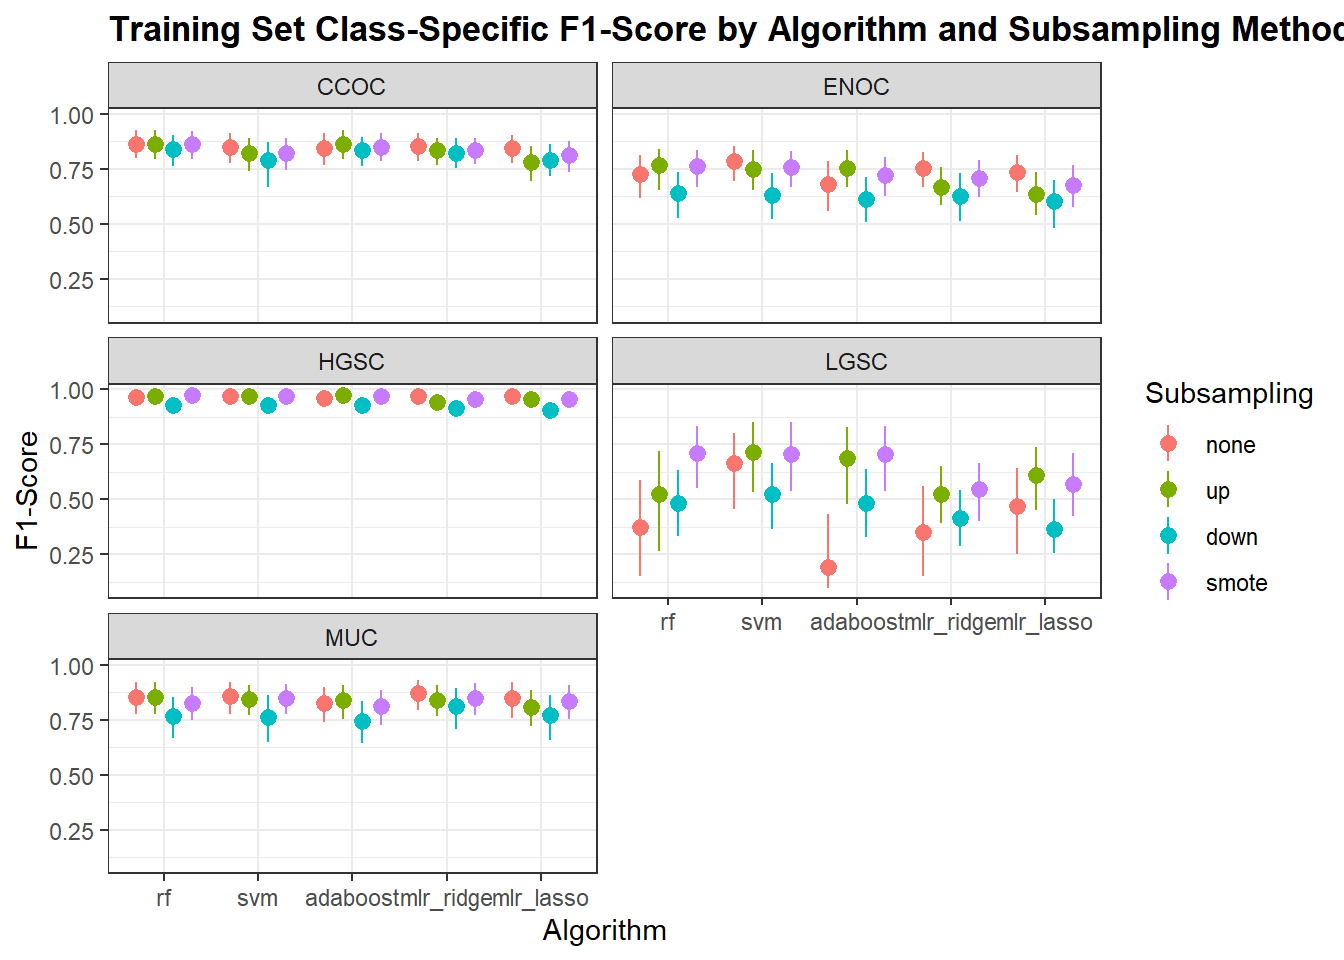 Training Set Class-Specific F1-Score by Algorithm and Subsampling Method
CCOC
ENOC
1.00
0.75
0.50
0.25
HGSC
LGSC
1.00
0.75
0.50
0.25
rf svm adaboost mlr_ridge mlr_lasso
MUC
1.00
0.75
0.50
0.25
rf svm adaboost mlr_ridge mlr_lasso
Algorithm
F1-Score
Subsampling
none
up
down
smote